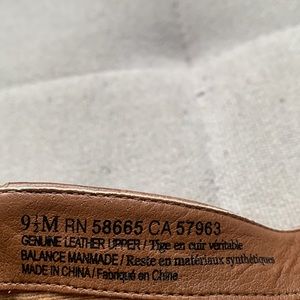 9½M RN 58665 CA 57963
GENUINE LEATHER UPPER / Tige en cuir véritable
BALANCE MANMADE / Reste en matériaux synthétiques
MADE IN CHINA / Fabriqué en Chine